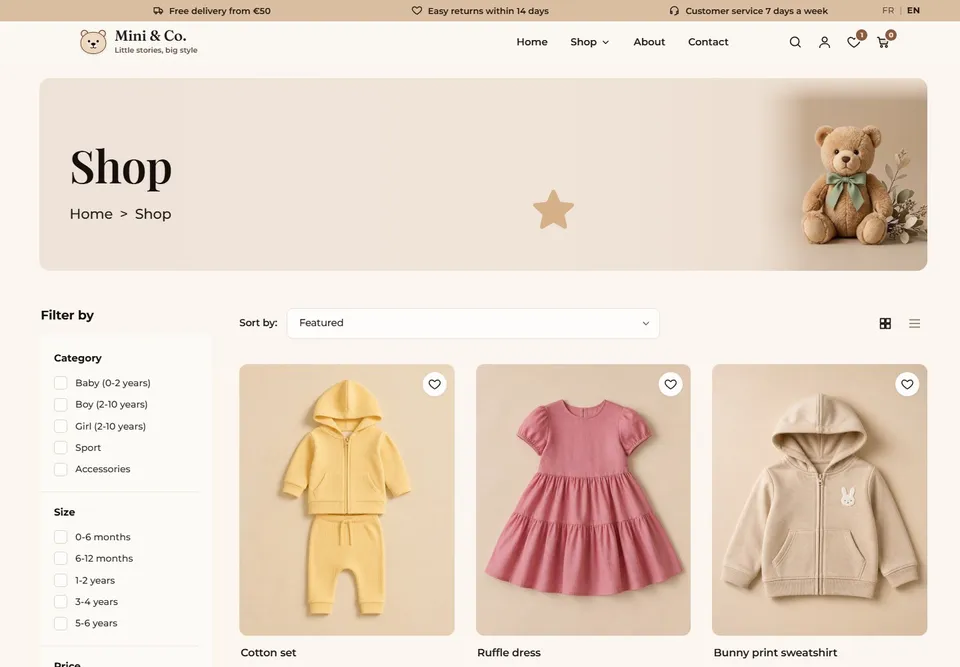 Free delivery from €50
Easy returns within 14 days
Customer service 7 days a week
FR | EN
Mini & Co.
Little stories, big style
Home
Shop
About
Contact
1
0
Shop
Home > Shop
Filter by
Sort by:
Featured
Category
Baby (0-2 years)
Boy (2-10 years)
Girl (2-10 years)
Sport
Accessories
Size
0-6 months
6-12 months
1-2 years
3-4 years
5-6 years
Price
Cotton set
Ruffle dress
Bunny print sweatshirt